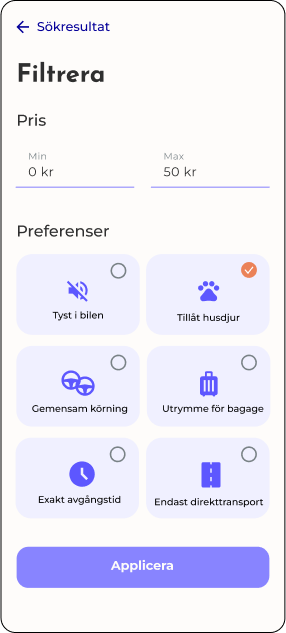 Sökresultat
Filtrera
Pris
Min Max
0 kr 50 kr
Preferenser
Tyst i bilen
Tillåt husdjur
Gemensam körning
Utrymme för bagage
Exakt avgångstid
Endast direkttransport
Applicera